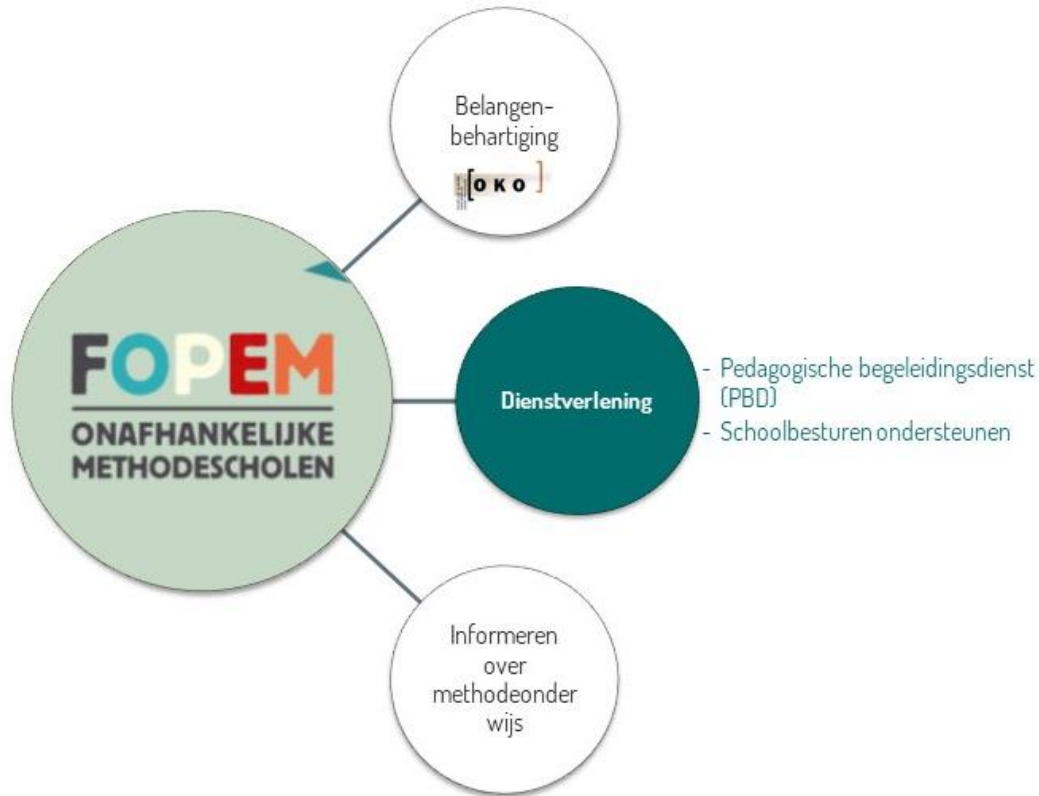 Belangen-
behartiging
[OKO]
FOPEM
ONAFHANKELIJKE
METHODESCHOLEN
Dienstverlening
- Pedagogische begeleidingsdienst
(PBD)
- Schoolbesturen ondersteunen
Informeren
over
methodeonder
wijs